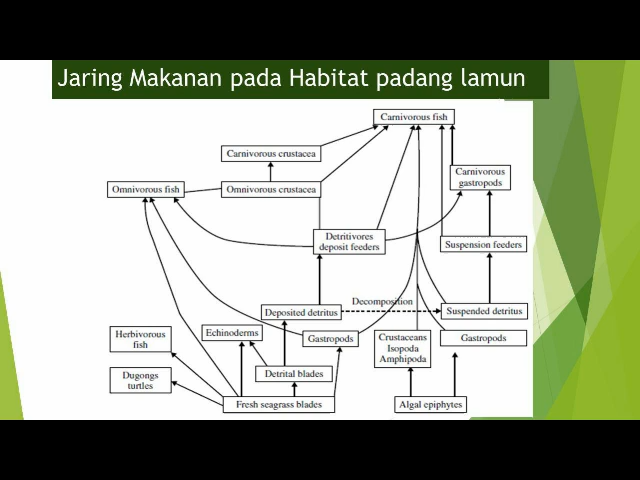 Jaring Makanan pada Habitat padang lamun
Carnivorous fish
Carnivorous crustacea
Carnivorous
gastropods
Omnivorous fish
Omnivorous crustacea
Detritivores
deposit feeders
Suspension feeders
Decomposition
Deposited detritus
Suspended detritus
Herbivorous
fish
Echinoderms
Gastropods
Crustaceans
Isopoda
Amphipoda
Gastropods
Dugongs
turtles
Detrital blades
Fresh seagrass blades
Algal epiphytes